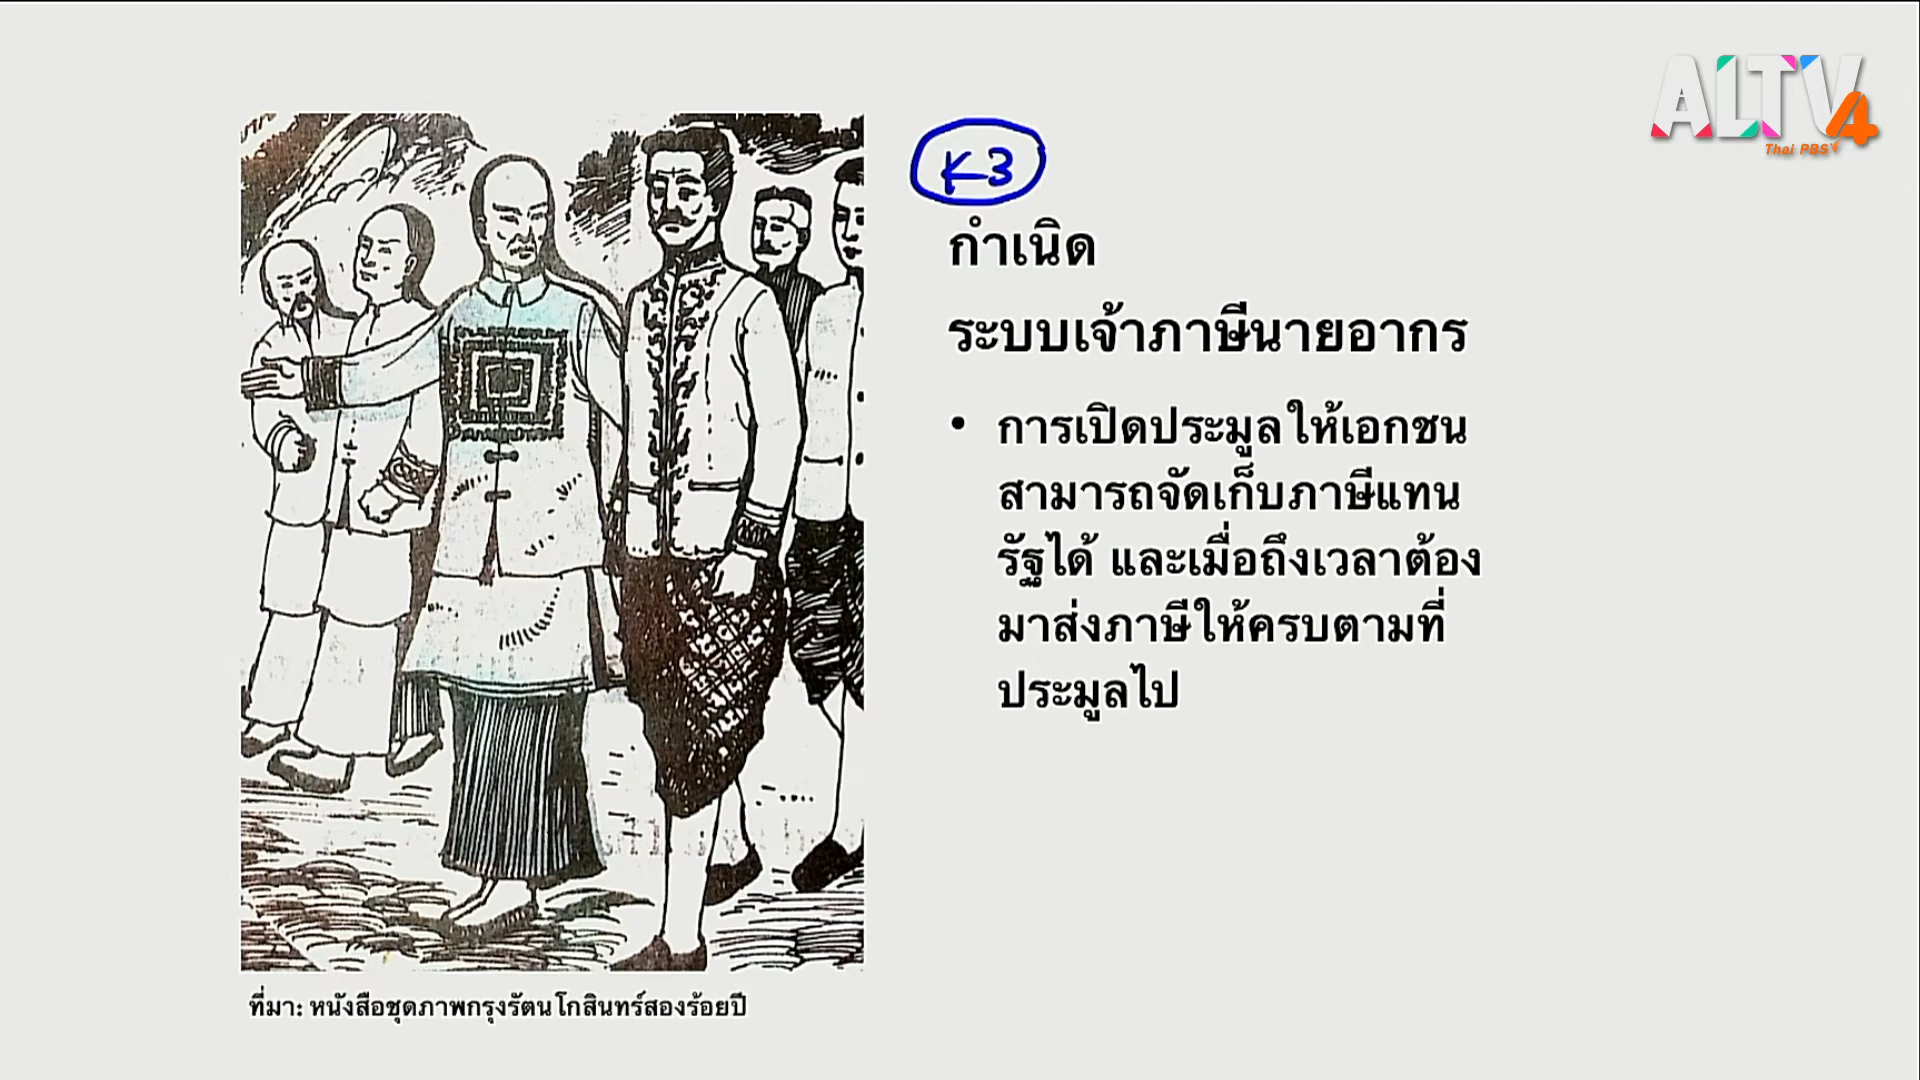 ALTV4
Thai PBS
K3
กำเนิด
ระบบเจ้าภาษีนายอากร
• การเปิดประมูลให้เอกชน
สามารถจัดเก็บภาษีแทน
รัฐได้ และเมื่อถึงเวลาต้อง
มาส่งภาษีให้ครบตามที่
ประมูลไป
ที่มา: หนังสือชุดภาพกรุงรัตนโกสินทร์สองร้อยปี